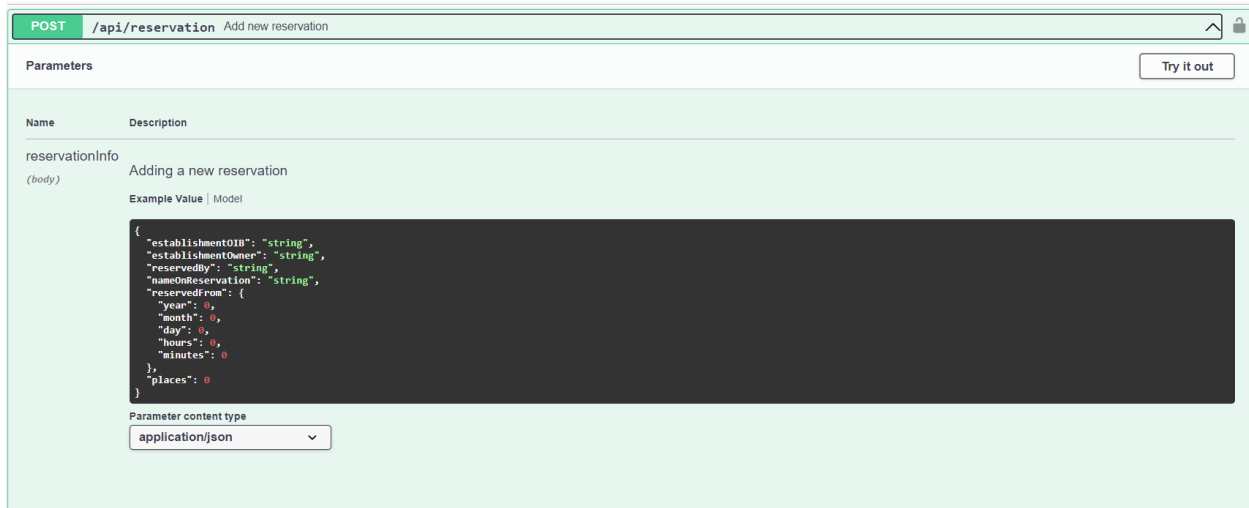 POST /api/reservation Add new reservation
Parameters
Try it out
Name Description
reservationInfo
(body)
Adding a new reservation
Example Value | Model
{
  "establishmentOIB": "string",
  "establishmentOwner": "string",
  "reservedBy": "string",
  "nameOnReservation": "string",
  "reservedFrom": {
    "year": 0,
    "month": 0,
    "day": 0,
    "hours": 0,
    "minutes": 0
  },
  "places": 0
}
Parameter content type
application/json